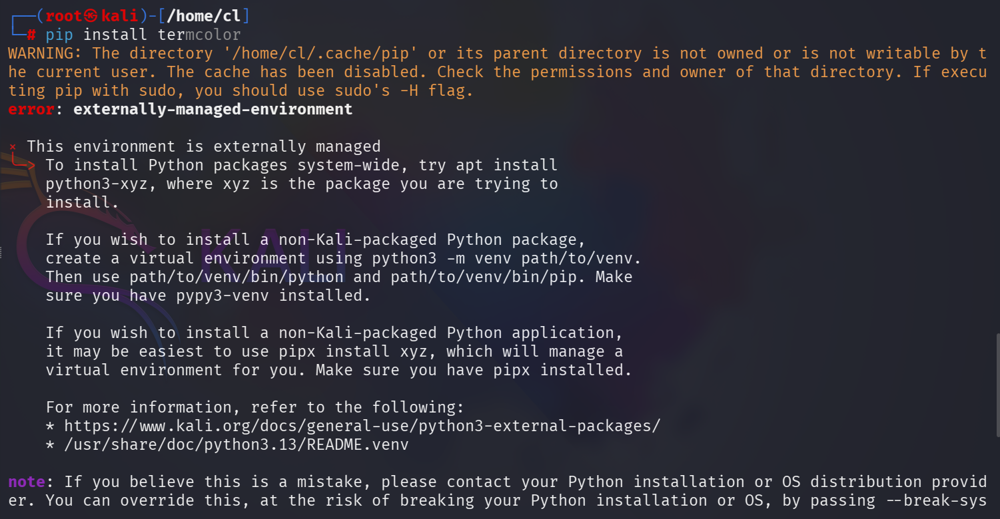 ┌──(root㉿kali)-[/home/cl]
└─# pip install termcolor
WARNING: The directory '/home/cl/.cache/pip' or its parent directory is not owned or is not writable by t
he current user. The cache has been disabled. Check the permissions and owner of that directory. If execu
ting pip with sudo, you should use sudo's -H flag.
error: externally-managed-environment

× This environment is externally managed
╰─> To install Python packages system-wide, try apt install
    python3-xyz, where xyz is the package you are trying to
    install.

    If you wish to install a non-Kali-packaged Python package,
    create a virtual environment using python3 -m venv path/to/venv.
    Then use path/to/venv/bin/python and path/to/venv/bin/pip. Make
    sure you have pypy3-venv installed.

    If you wish to install a non-Kali-packaged Python application,
    it may be easiest to use pipx install xyz, which will manage a
    virtual environment for you. Make sure you have pipx installed.

    For more information, refer to the following:
    * https://www.kali.org/docs/general-use/python3-external-packages/
    * /usr/share/doc/python3.13/README.venv

note: If you believe this is a mistake, please contact your Python installation or OS distribution provid
er. You can override this, at the risk of breaking your Python installation or OS, by passing --break-sys
KALI